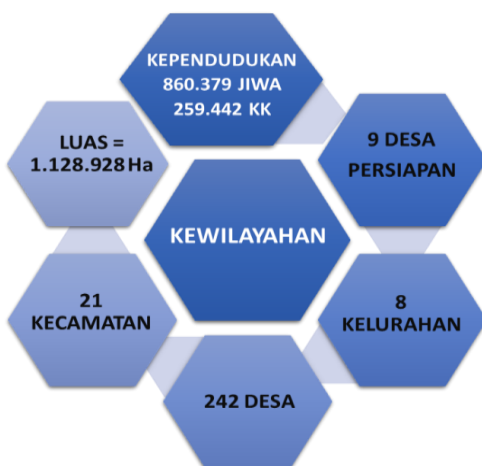 KEPENDUDUKAN
860.379 JIWA
259.442 KK
9 DESA
PERSIAPAN
8
KELURAHAN
242 DESA
21
KECAMATAN
LUAS =
1.128.928 Ha
KEWILAYAHAN